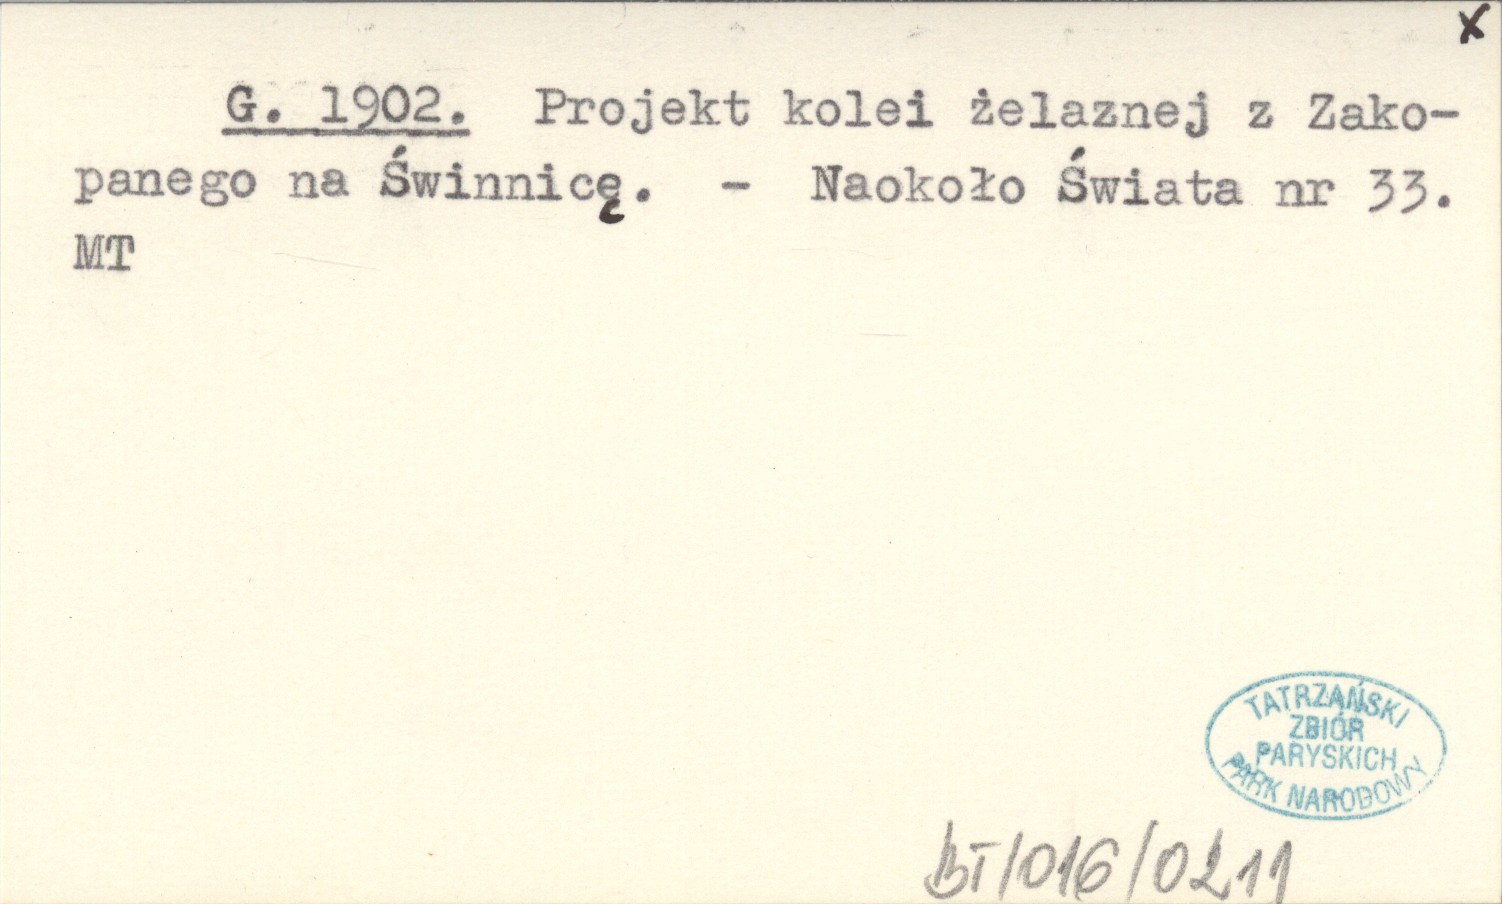 x
G. 1902. Projekt kolei żelaznej z Zako-
panego na Świnnicę. - Naokoło Świata nr 33.
MT
TATRZAŃSKI
ZBIÓR
PARYSKICH
PARK NARODOWY
BT/016/0211